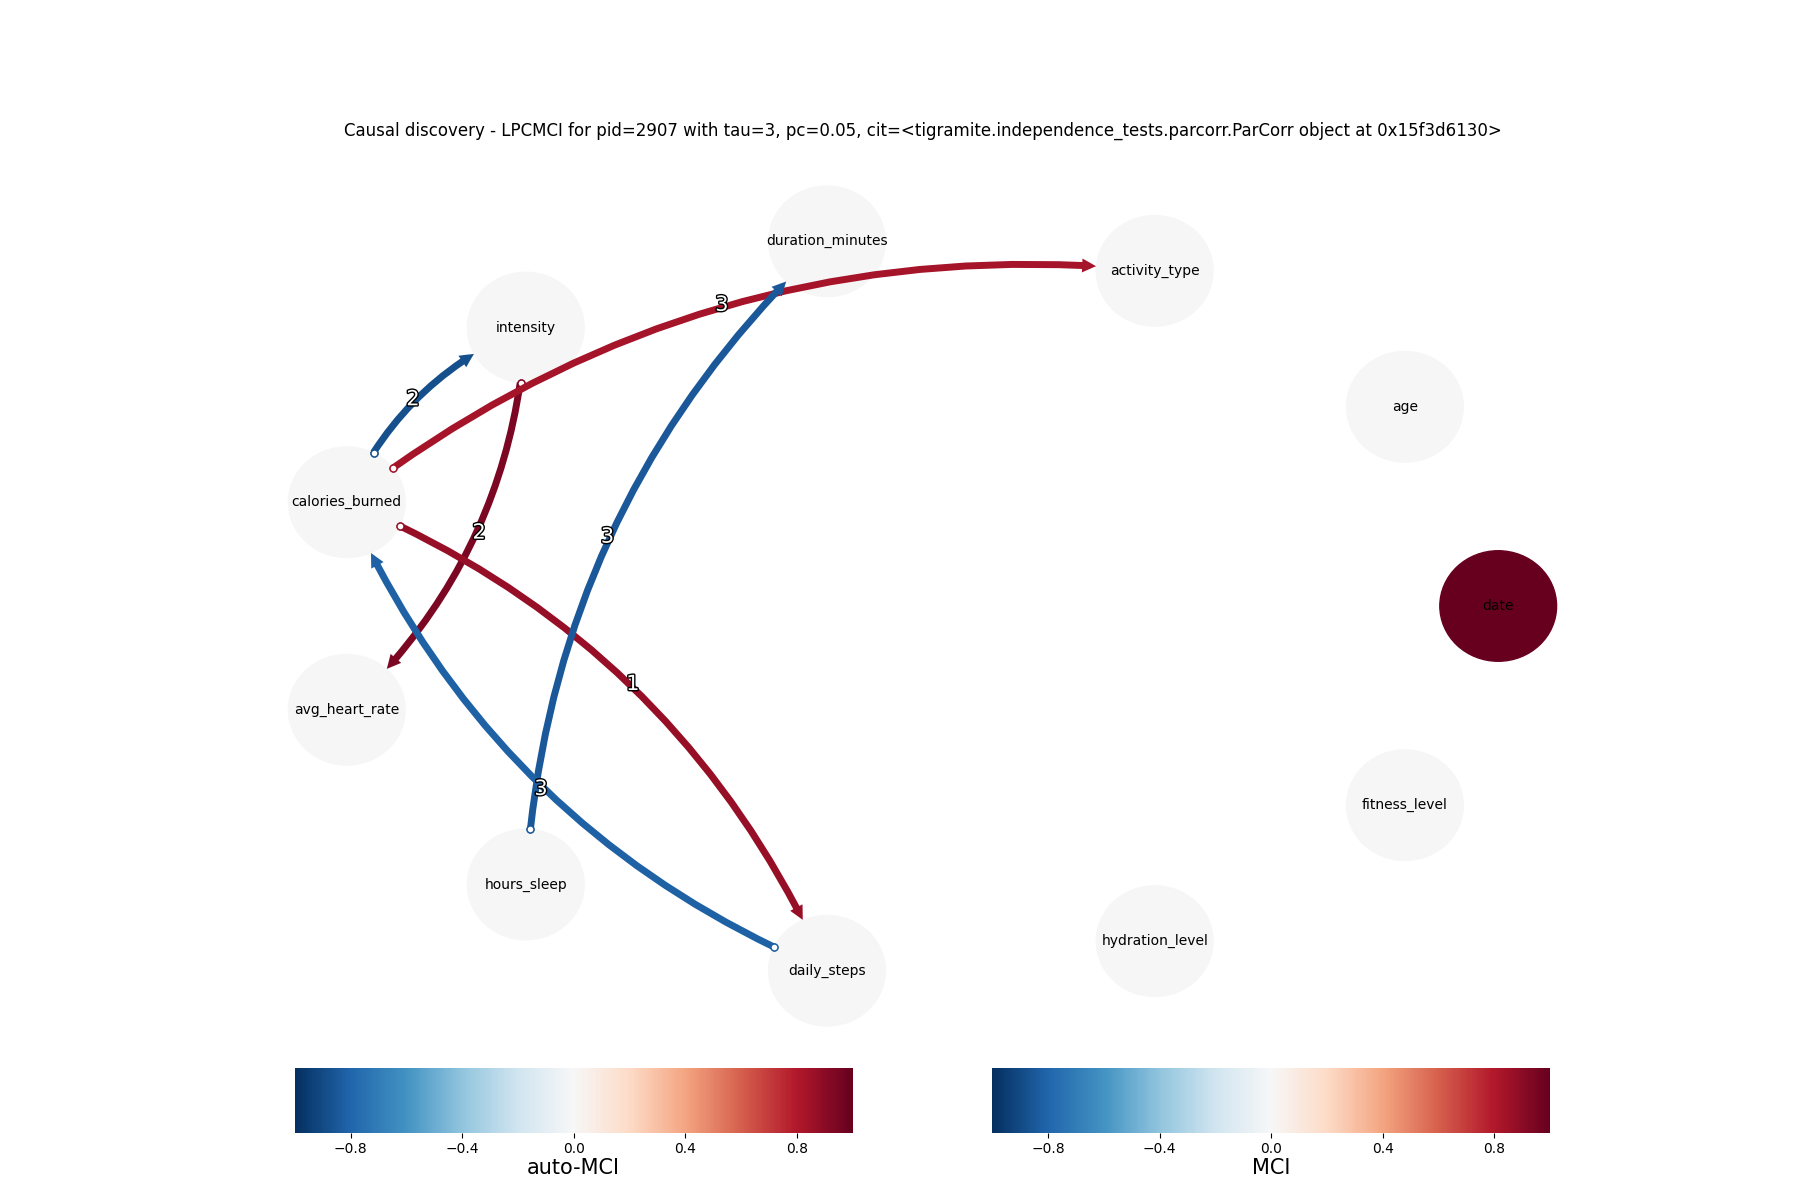 Causal discovery - LPCMCI for pid=2907 with tau=3, pc=0.05, cit=<tigramite.independence_tests.parcorr.ParCorr object at 0x15f3d6130>
duration_minutes
activity_type
3
intensity
2
age
calories_burned
2
3
date
1
avg_heart_rate
3
fitness_level
hours_sleep
hydration_level
daily_steps
−0.8 −0.4 0.0 0.4 0.8
auto-MCI
−0.8 −0.4 0.0 0.4 0.8
MCI